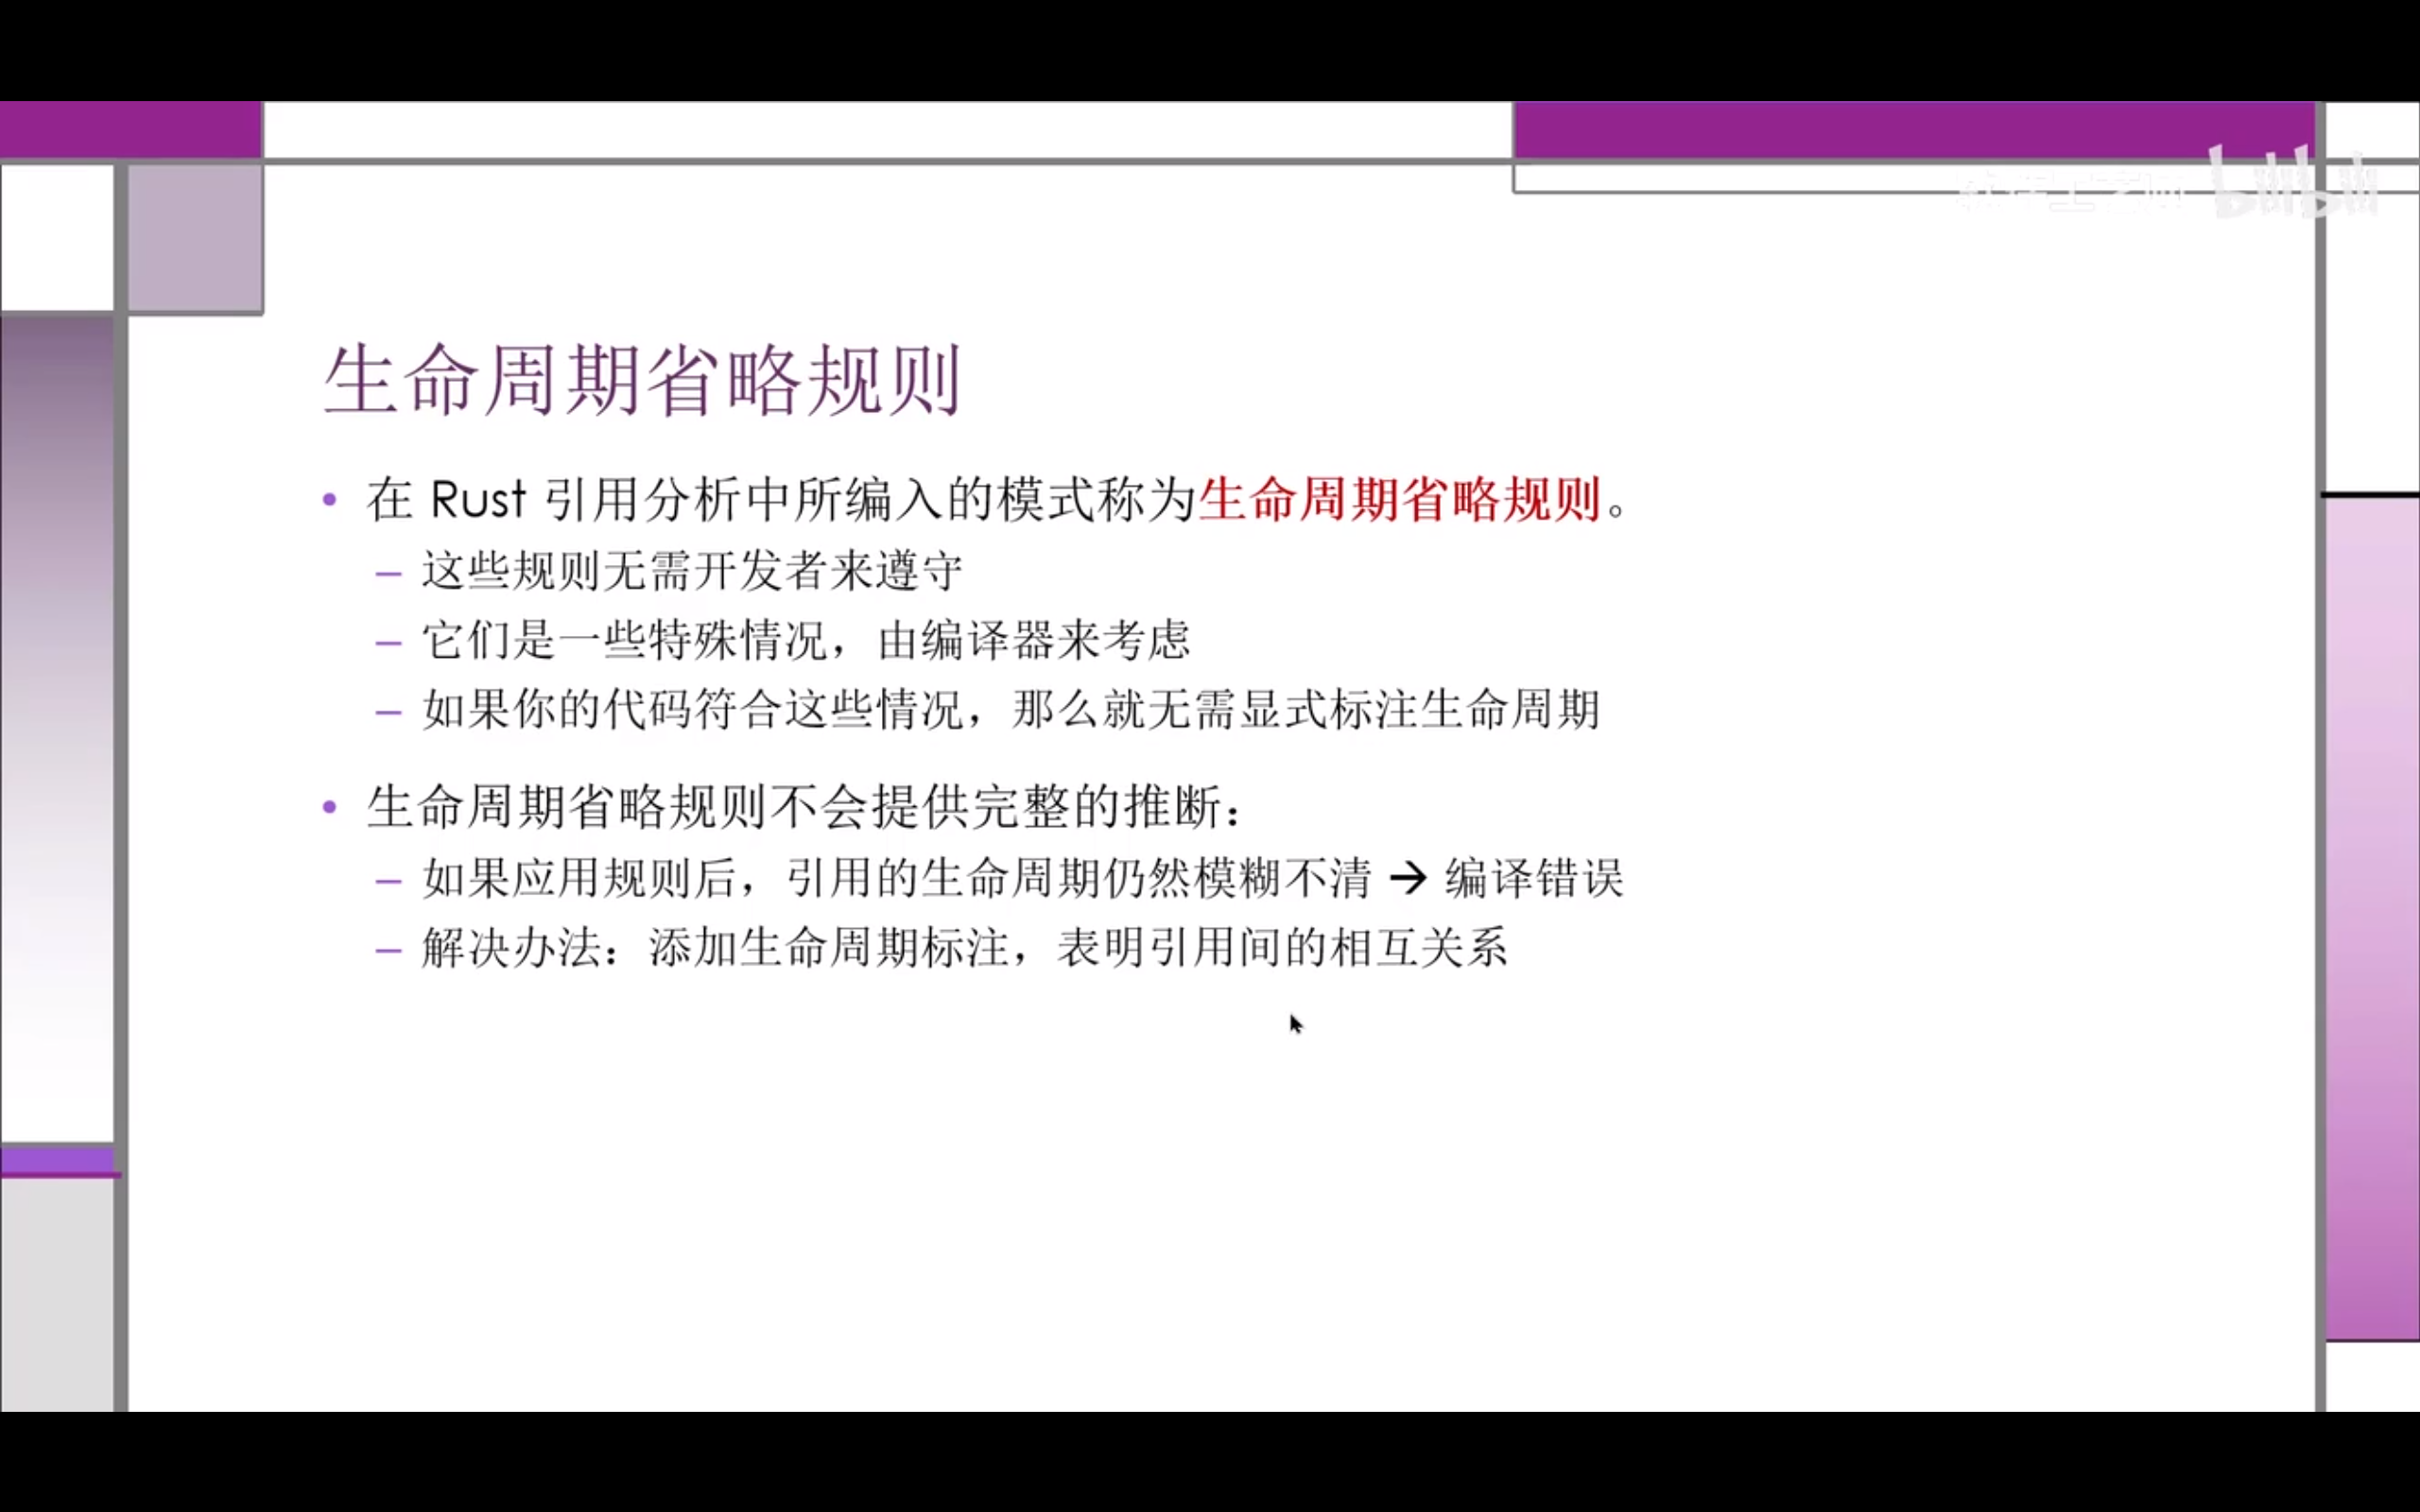 bilibili
生命周期省略规则
• 在 Rust 引用分析中所编入的模式称为生命周期省略规则。
– 这些规则无需开发者来遵守
– 它们是一些特殊情况，由编译器来考虑
– 如果你的代码符合这些情况，那么就无需显式标注生命周期
• 生命周期省略规则不会提供完整的推断：
– 如果应用规则后，引用的生命周期仍然模糊不清 → 编译错误
– 解决办法：添加生命周期标注，表明引用间的相互关系